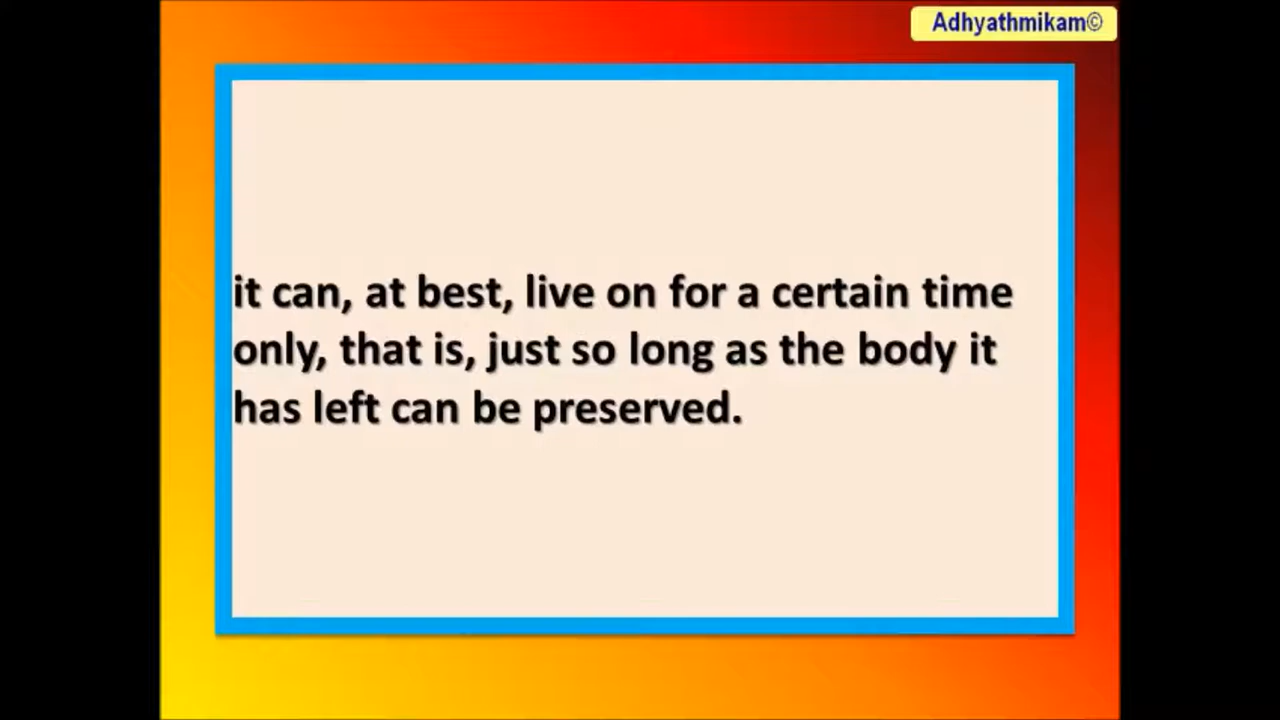 Adhyathmikam©
it can, at best, live on for a certain time
only, that is, just so long as the body it
has left can be preserved.